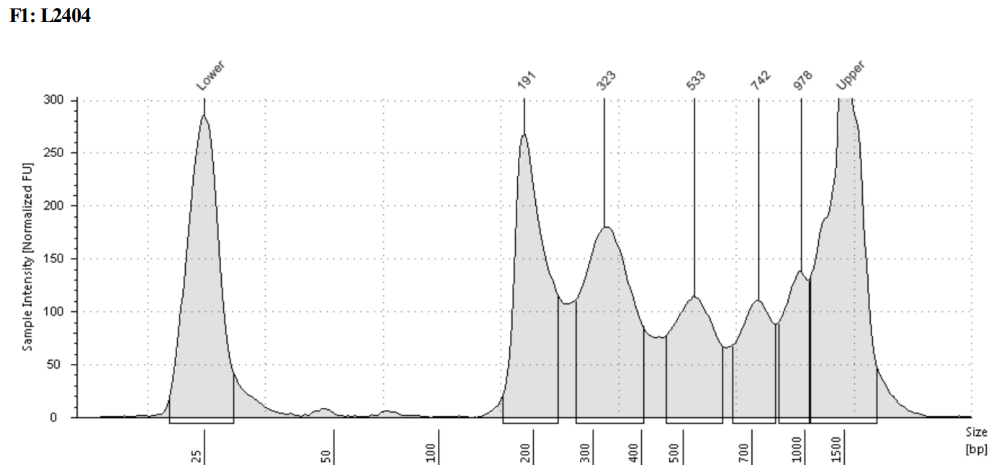 F1: L2404
Lower 191 323 533 742 978 Upper
300
250
200
150
100
50
0
Sample Intensity [Normalized FU]
25 50 100 200 300 400 500 700 1000 1500
Size
[bp]